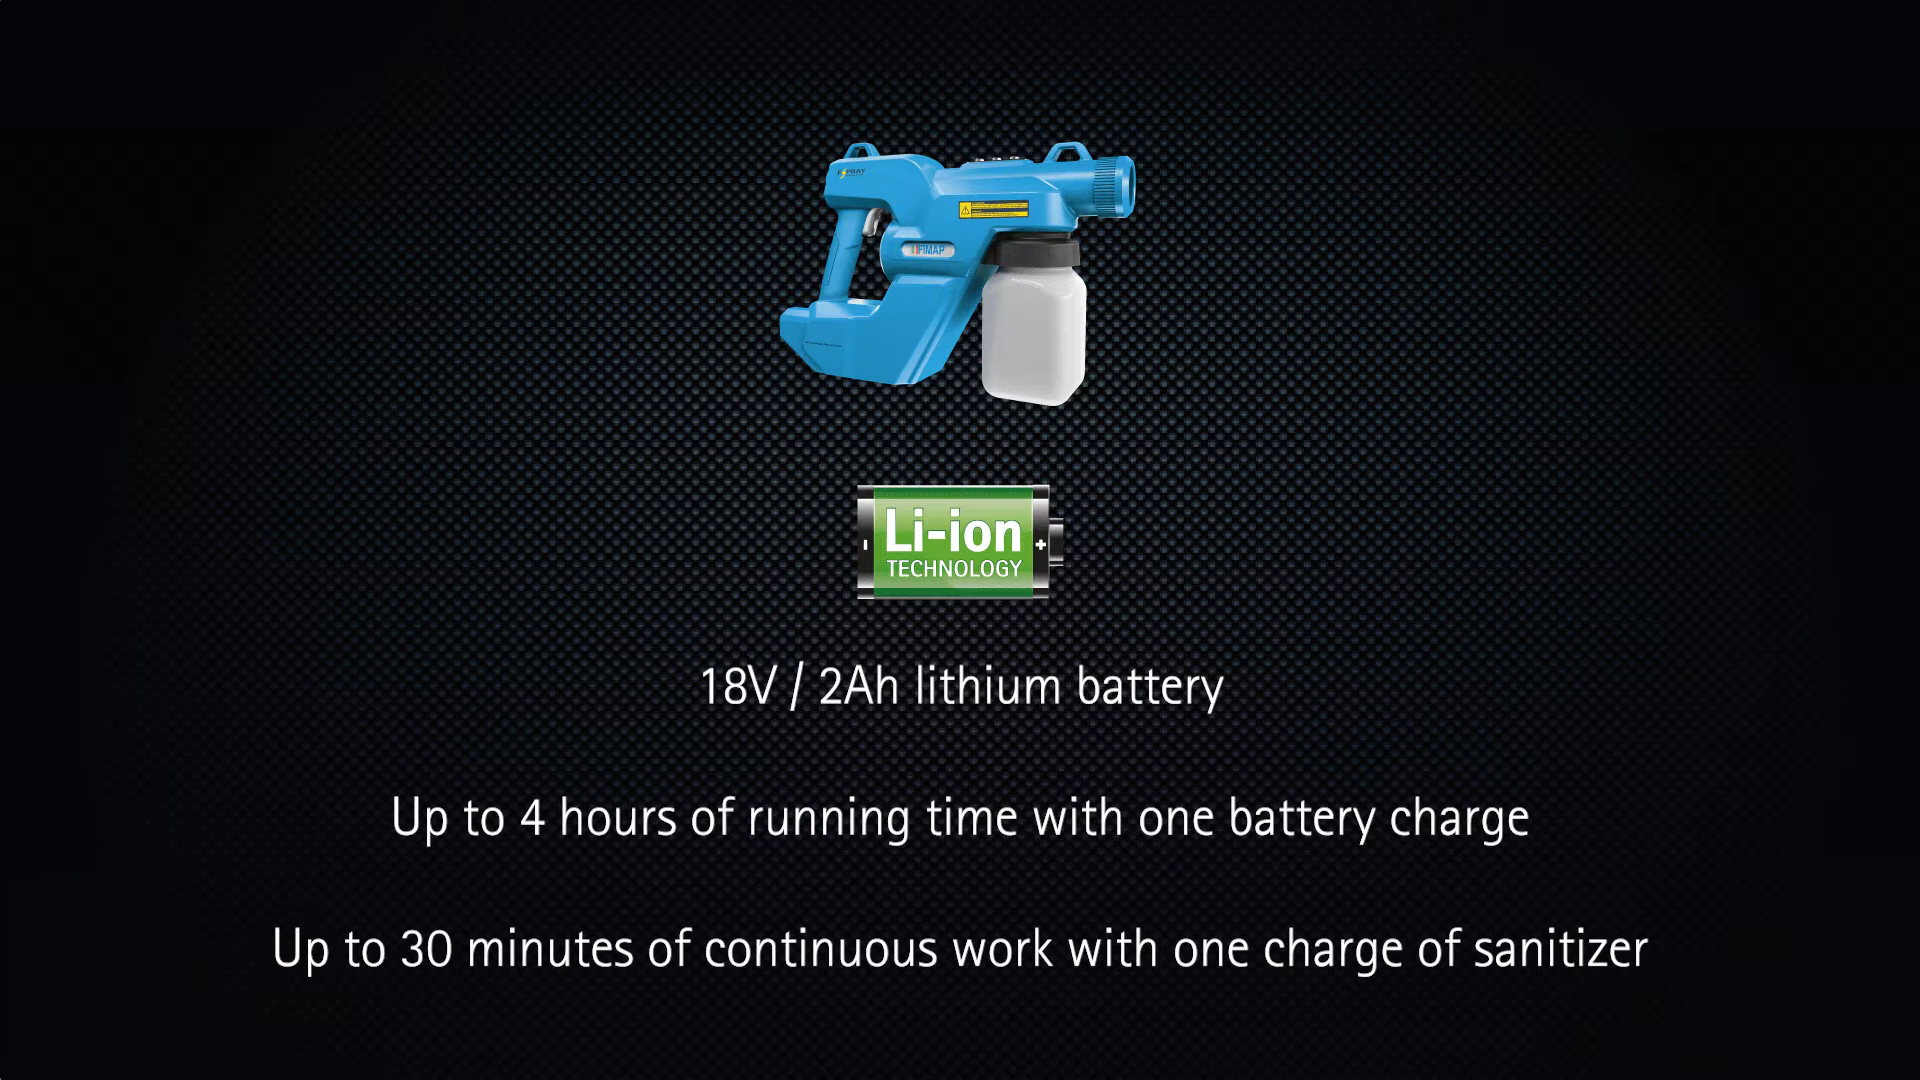 FIMAP
Li-ion
TECHNOLOGY
- +
18V / 2Ah lithium battery
Up to 4 hours of running time with one battery charge
Up to 30 minutes of continuous work with one charge of sanitizer